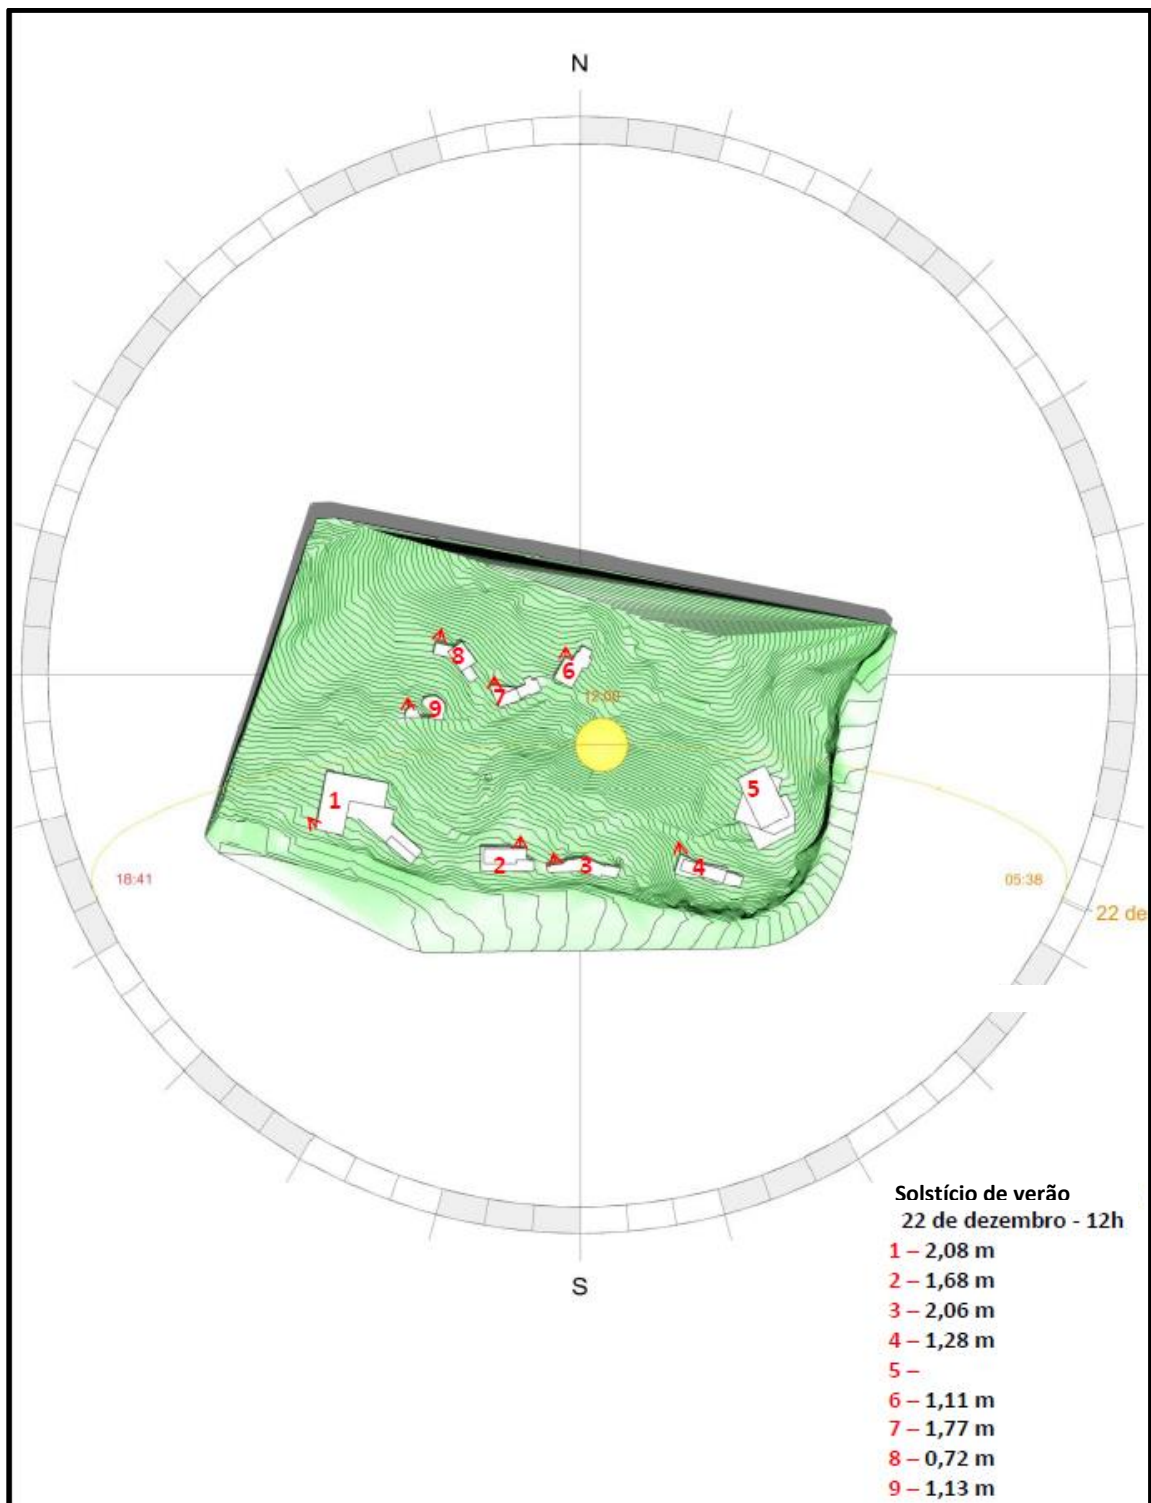 N
8
6
7
12:00
9
5
1
2
3
4
18:41
05:38
22 de
S
Solstício de verão
22 de dezembro - 12h
1 – 2,08 m
2 – 1,68 m
3 – 2,06 m
4 – 1,28 m
5 –
6 – 1,11 m
7 – 1,77 m
8 – 0,72 m
9 – 1,13 m